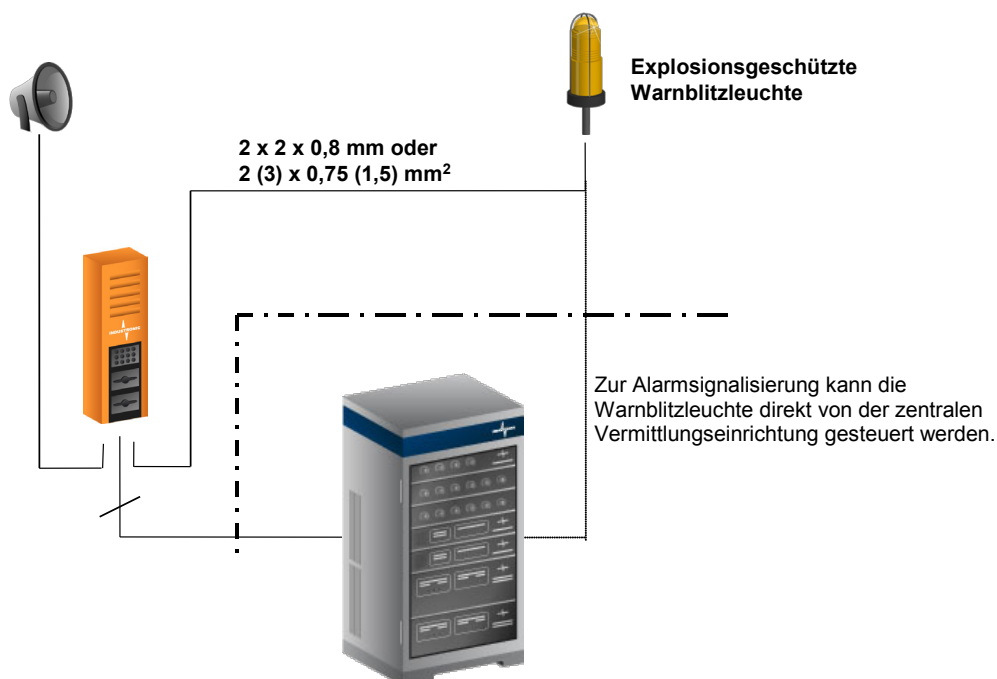 Explosionsgeschützte
Warnblitzleuchte
2 x 2 x 0,8 mm oder
2 (3) x 0,75 (1,5) mm²
Zur Alarmsignalisierung kann die
Warnblitzleuchte direkt von der zentralen
Vermittlungseinrichtung gesteuert werden.